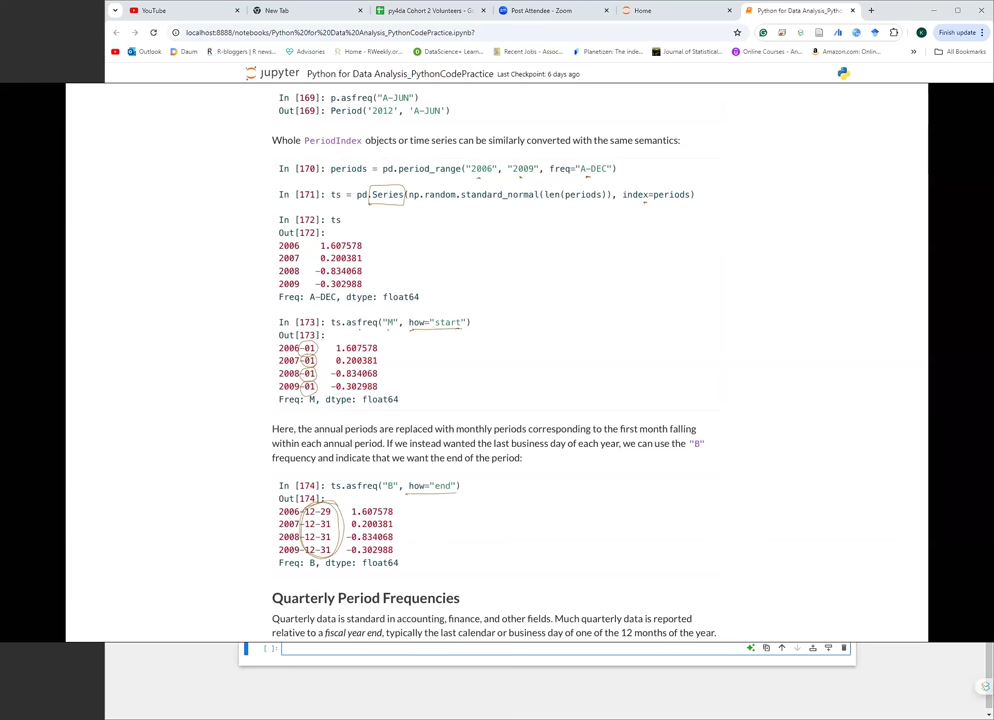 YouTube
New Tab
py4da Cohort 2 Volunteers - Go
Post Attendee - Zoom
Home
Python for Data Analysis_Pytho
localhost:8888/notebooks/Python%20for%20Data%20Analysis_PythonCodePractice.ipynb?
Finish update
Outlook
Daum
R-bloggers | R news...
Advisories
Home - RWeekly.or...
DataScience+ Learn...
Recent Jobs - Assoc...
Planetizen: The inde...
Journal of Statistical...
Online Courses - An...
Amazon.com: Onlin...
»
All Bookmarks
jupyter Python for Data Analysis_PythonCodePractice Last Checkpoint: 6 days ago
In [169]: p.asfreq("A-JUN")
Out[169]: Period('2012', 'A-JUN')
Whole PeriodIndex objects or time series can be similarly converted with the same semantics:
In [170]: periods = pd.period_range("2006", "2009", freq="A-DEC")
In [171]: ts = pd.Series(np.random.standard_normal(len(periods)), index=periods)
In [172]: ts
Out[172]:
2006 1.607578
2007 0.200381
2008 -0.834068
2009 -0.302988
Freq: A-DEC, dtype: float64
In [173]: ts.asfreq("M", how="start")
Out[173]:
2006-01 1.607578
2007-01 0.200381
2008-01 -0.834068
2009-01 -0.302988
Freq: M, dtype: float64
Here, the annual periods are replaced with monthly periods corresponding to the first month falling
within each annual period. If we instead wanted the last business day of each year, we can use the "B"
frequency and indicate that we want the end of the period:
In [174]: ts.asfreq("B", how="end")
Out[174]:
2006-12-29 1.607578
2007-12-31 0.200381
2008-12-31 -0.834068
2009-12-31 -0.302988
Freq: B, dtype: float64
Quarterly Period Frequencies
Quarterly data is standard in accounting, finance, and other fields. Much quarterly data is reported
relative to a fiscal year end, typically the last calendar or business day of one of the 12 months of the year.
[ ]: